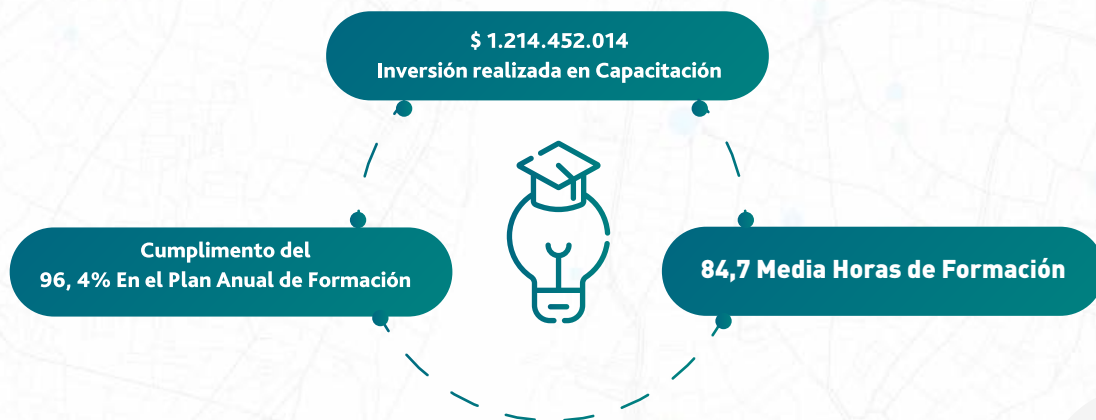 $ 1.214.452.014
Inversión realizada en Capacitación
Cumplimento del
96, 4% En el Plan Anual de Formación
84,7 Media Horas de Formación